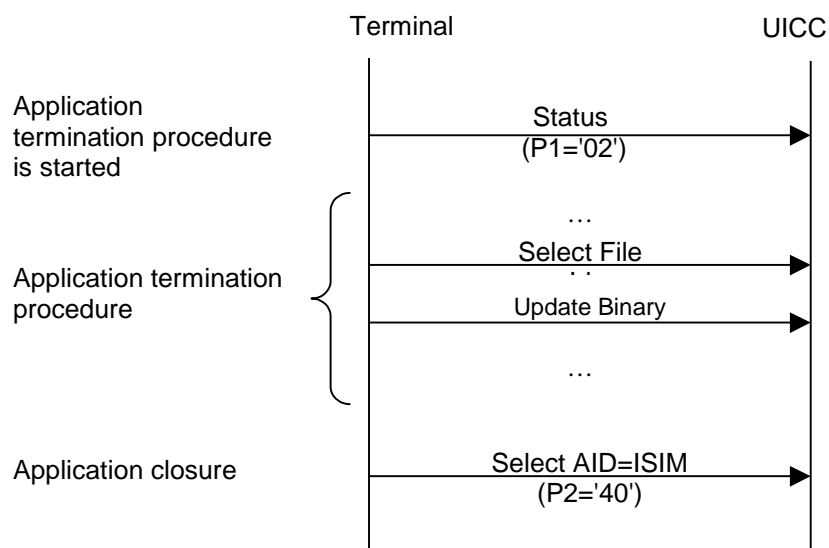 Terminal
UICC
Application
termination procedure
is started
Status
(P1='02')
...
Select File
. .
Application termination
procedure
Update Binary
...
Application closure
Select AID=ISIM
(P2='40')